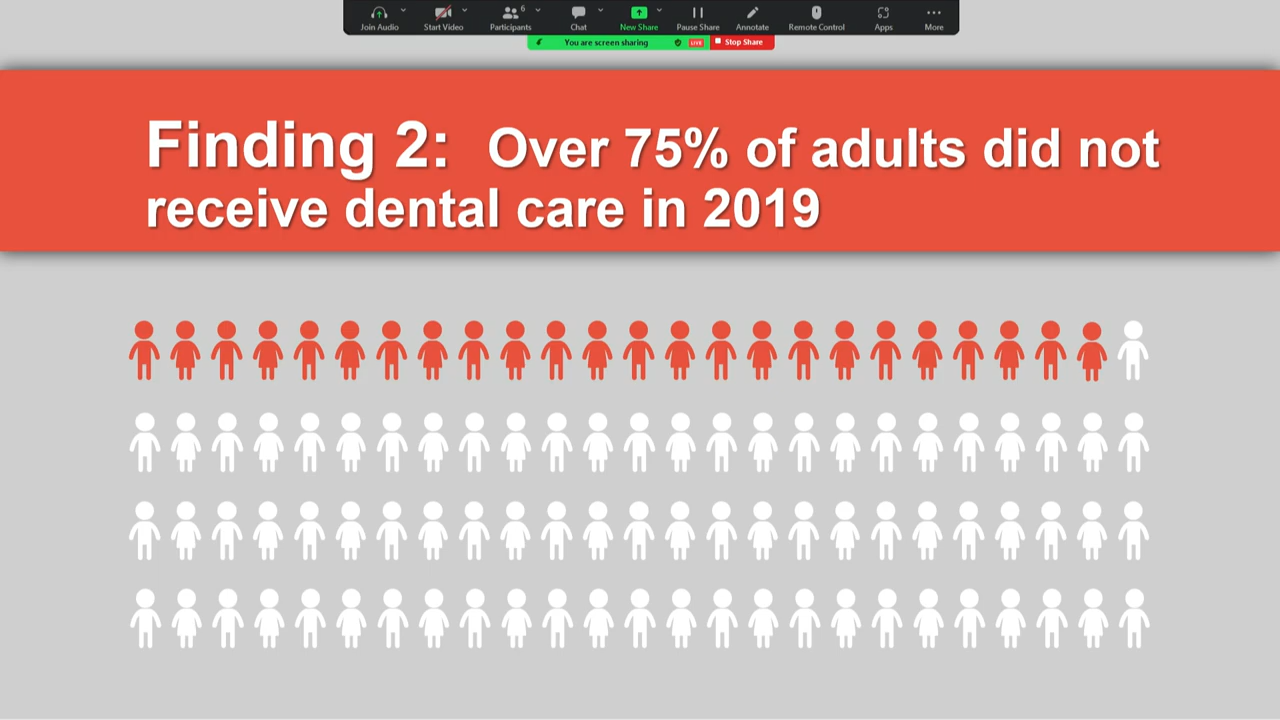 Join Audio
Start Video
6
Participants
Chat
New Share
Pause Share
Annotate
Remote Control
Apps
More
You are screen sharing
LIVE
Stop Share
Finding 2: Over 75% of adults did not
receive dental care in 2019